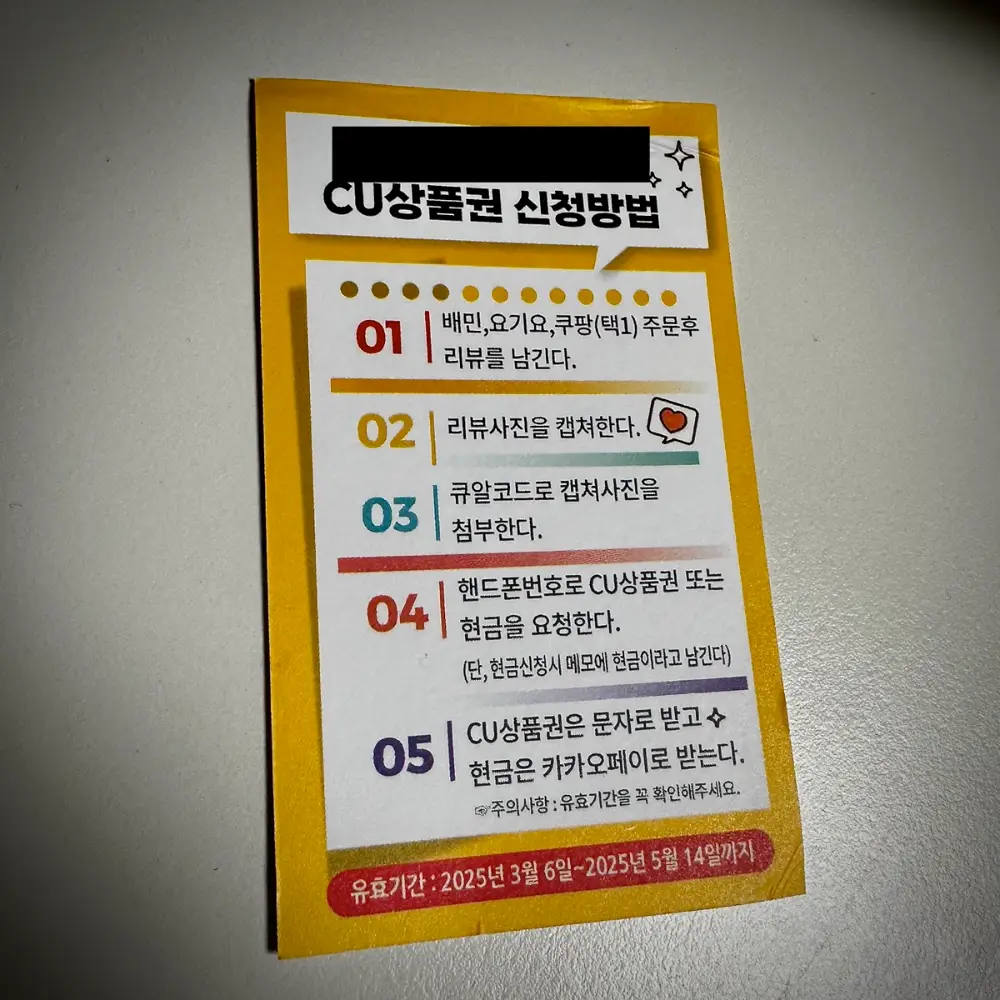 CU상품권 신청방법
01
배민,요기요,쿠팡(택1) 주문후
리뷰를 남긴다.
02
리뷰사진을 캡쳐한다.
03
큐알코드로 캡쳐사진을
첨부한다.
04
핸드폰번호로 CU상품권 또는
현금을 요청한다.
(단, 현금신청시 메모에 현금이라고 남긴다)
05
CU상품권은 문자로 받고
현금은 카카오페이로 받는다.
☞주의사항 : 유효기간을 꼭 확인해주세요.
유효기간 : 2025년 3월 6일~2025년 5월 14일까지